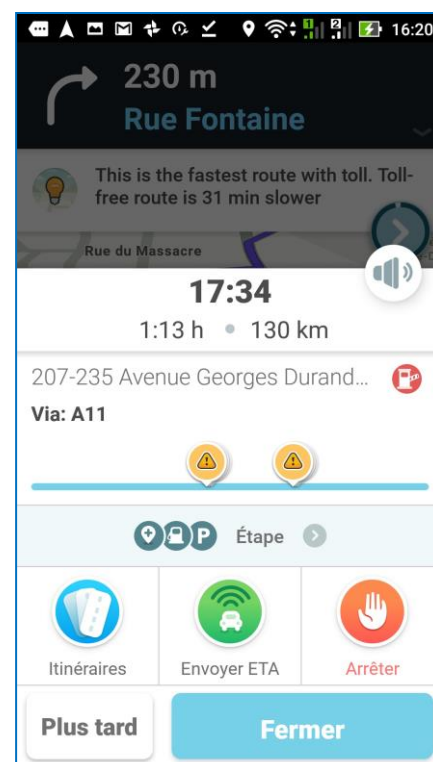 16:20
230 m
Rue Fontaine
This is the fastest route with toll. Toll-
free route is 31 min slower
Rue du Massacre
17:34
1:13 h • 130 km
207-235 Avenue Georges Durand...
Via: A11
P Étape
Itinéraires Envoyer ETA Arrêter
Plus tard Fermer